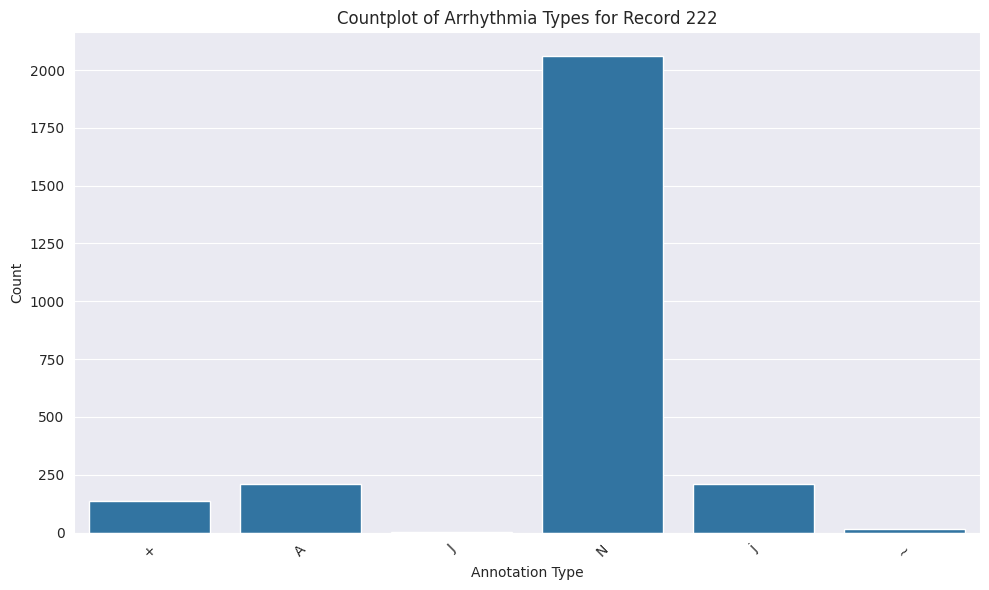 Countplot of Arrhythmia Types for Record 222
2000
1750
1500
1250
1000
750
500
250
0
Count
+
A
J
N
j
~
Annotation Type